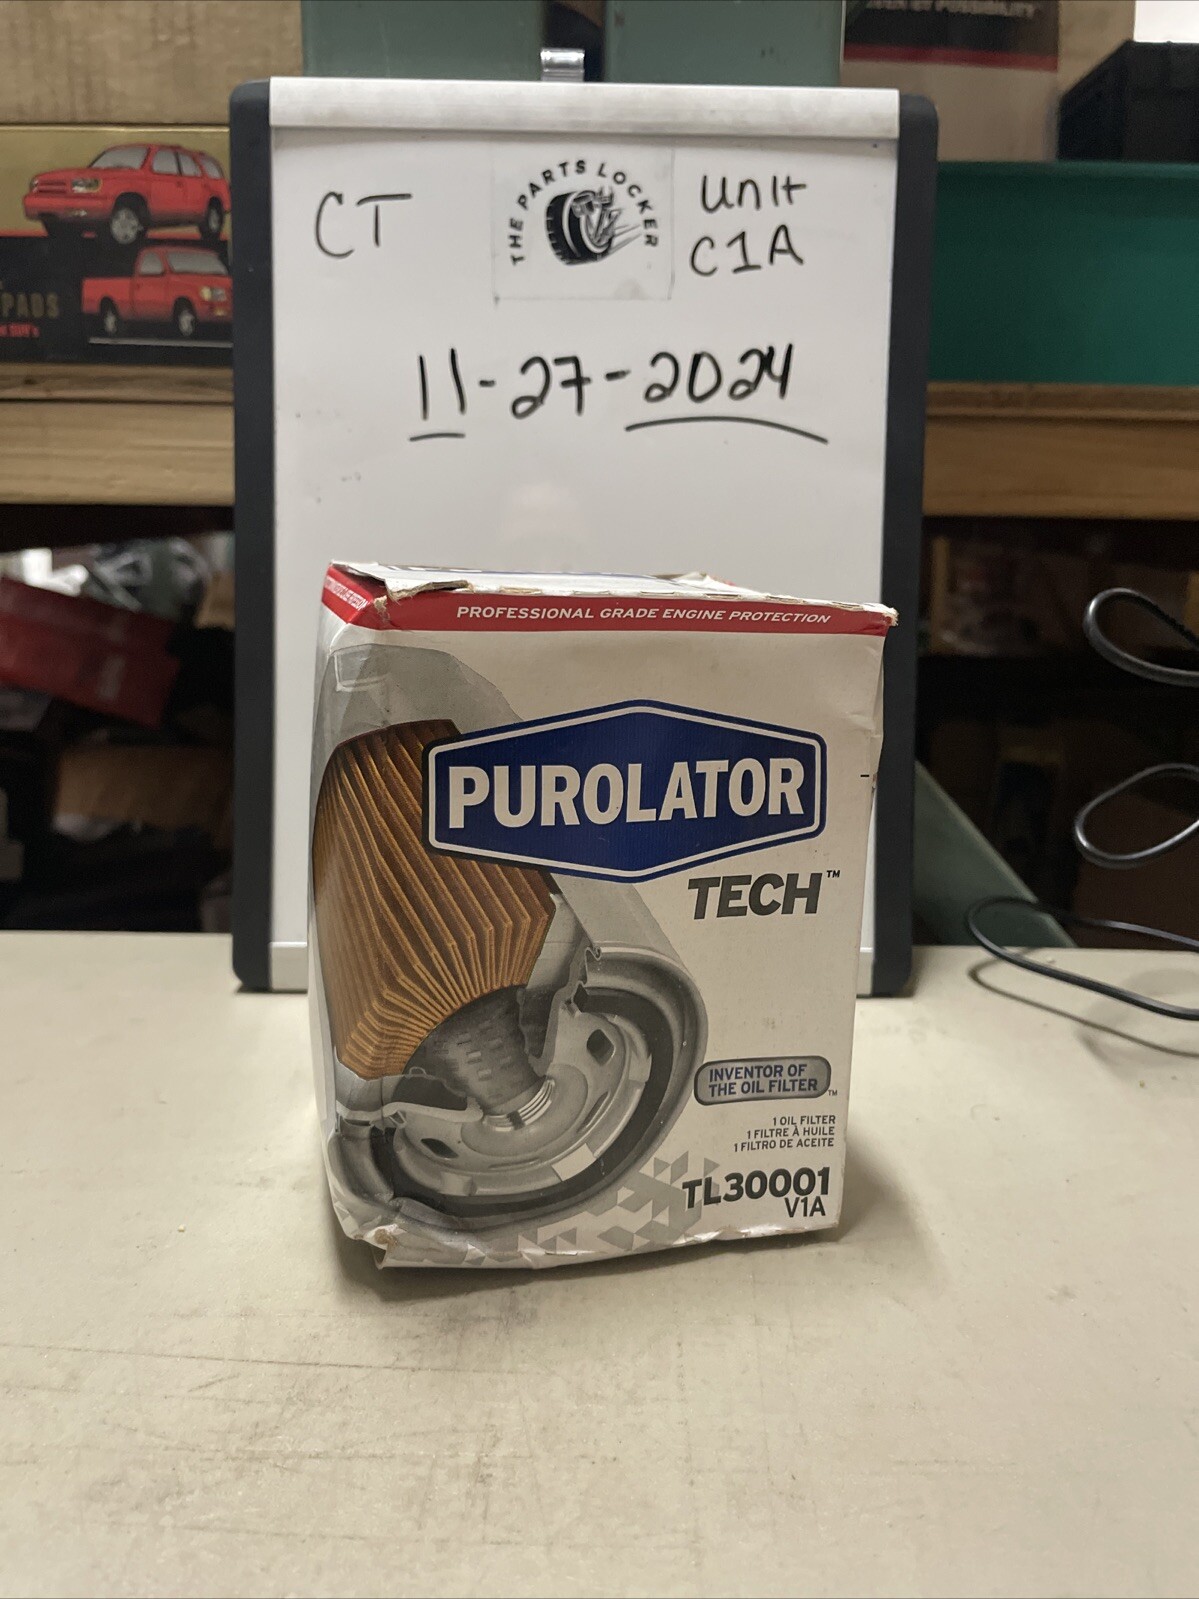 CT
THE PARTS LOCKER
Unit
C1A
11-27-2024
PADS
PROFESSIONAL GRADE ENGINE PROTECTION
PUROLATOR
TECH™
INVENTOR OF
THE OIL FILTER™
1 OIL FILTER
1 FILTRE À HUILE
1 FILTRO DE ACEITE
TL30001
V1A